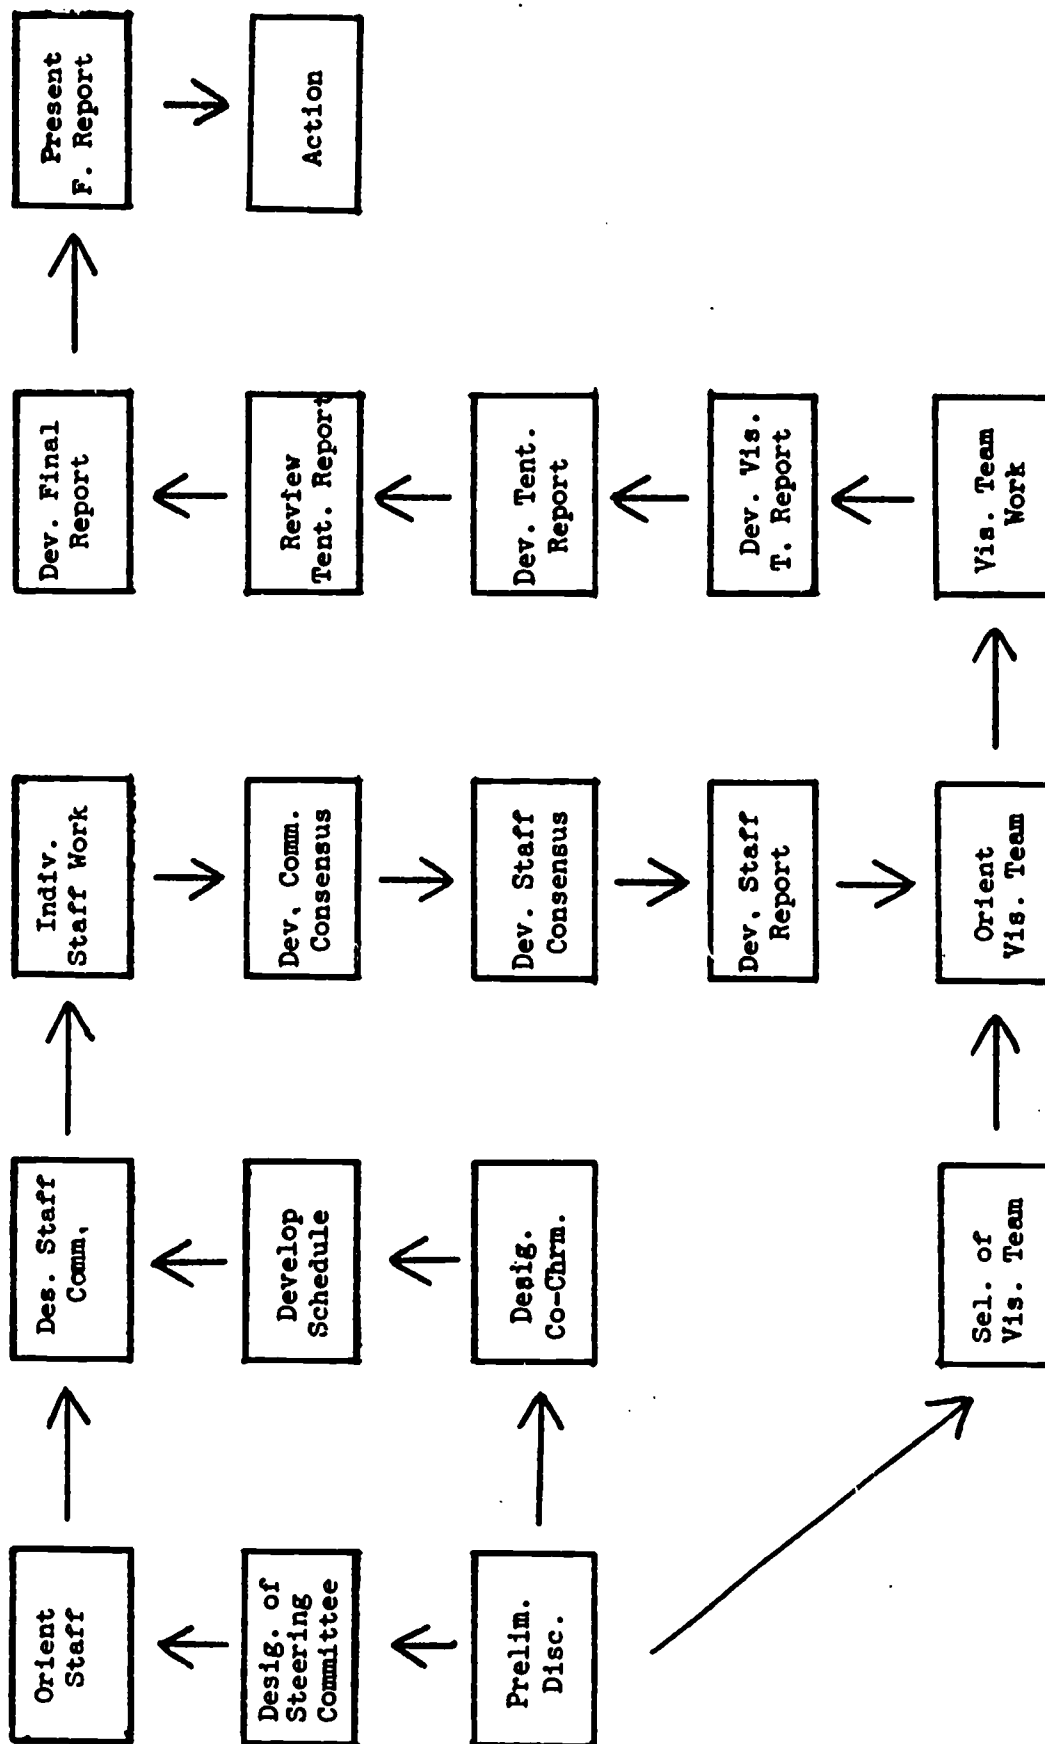 Orient
Staff
Des. Staff
Comm.
Indiv.
Staff Work
Dev. Final
Report
Present
F. Report
Desig. of
Steering
Committee
Develop
Schedule
Dev. Comm.
Consensus
Review
Tent. Report
Action
Prelim.
Disc.
Desig.
Co-Chrm.
Dev. Staff
Consensus
Dev. Tent.
Report
Dev. Staff
Report
Dev. Vis.
T. Report
Sel. of
Vis. Team
Orient
Vis. Team
Vis. Team
Work